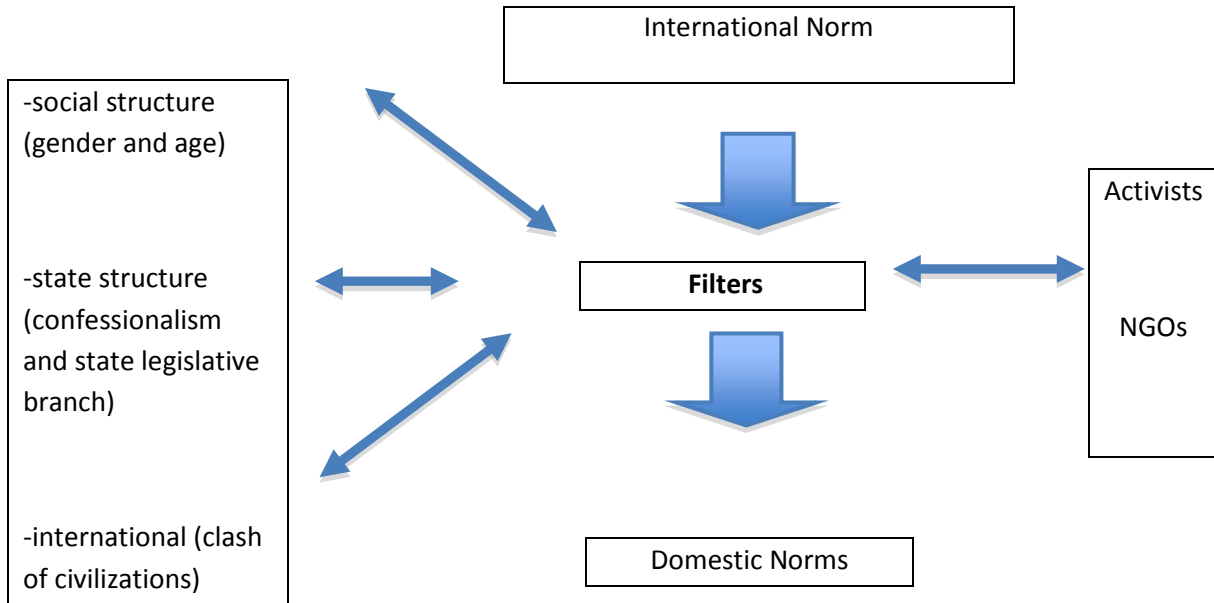 International Norm
-social structure
(gender and age)
-state structure
(confessionalism
and state legislative
branch)
-international (clash
of civilizations)
Filters
Activists
NGOs
Domestic Norms